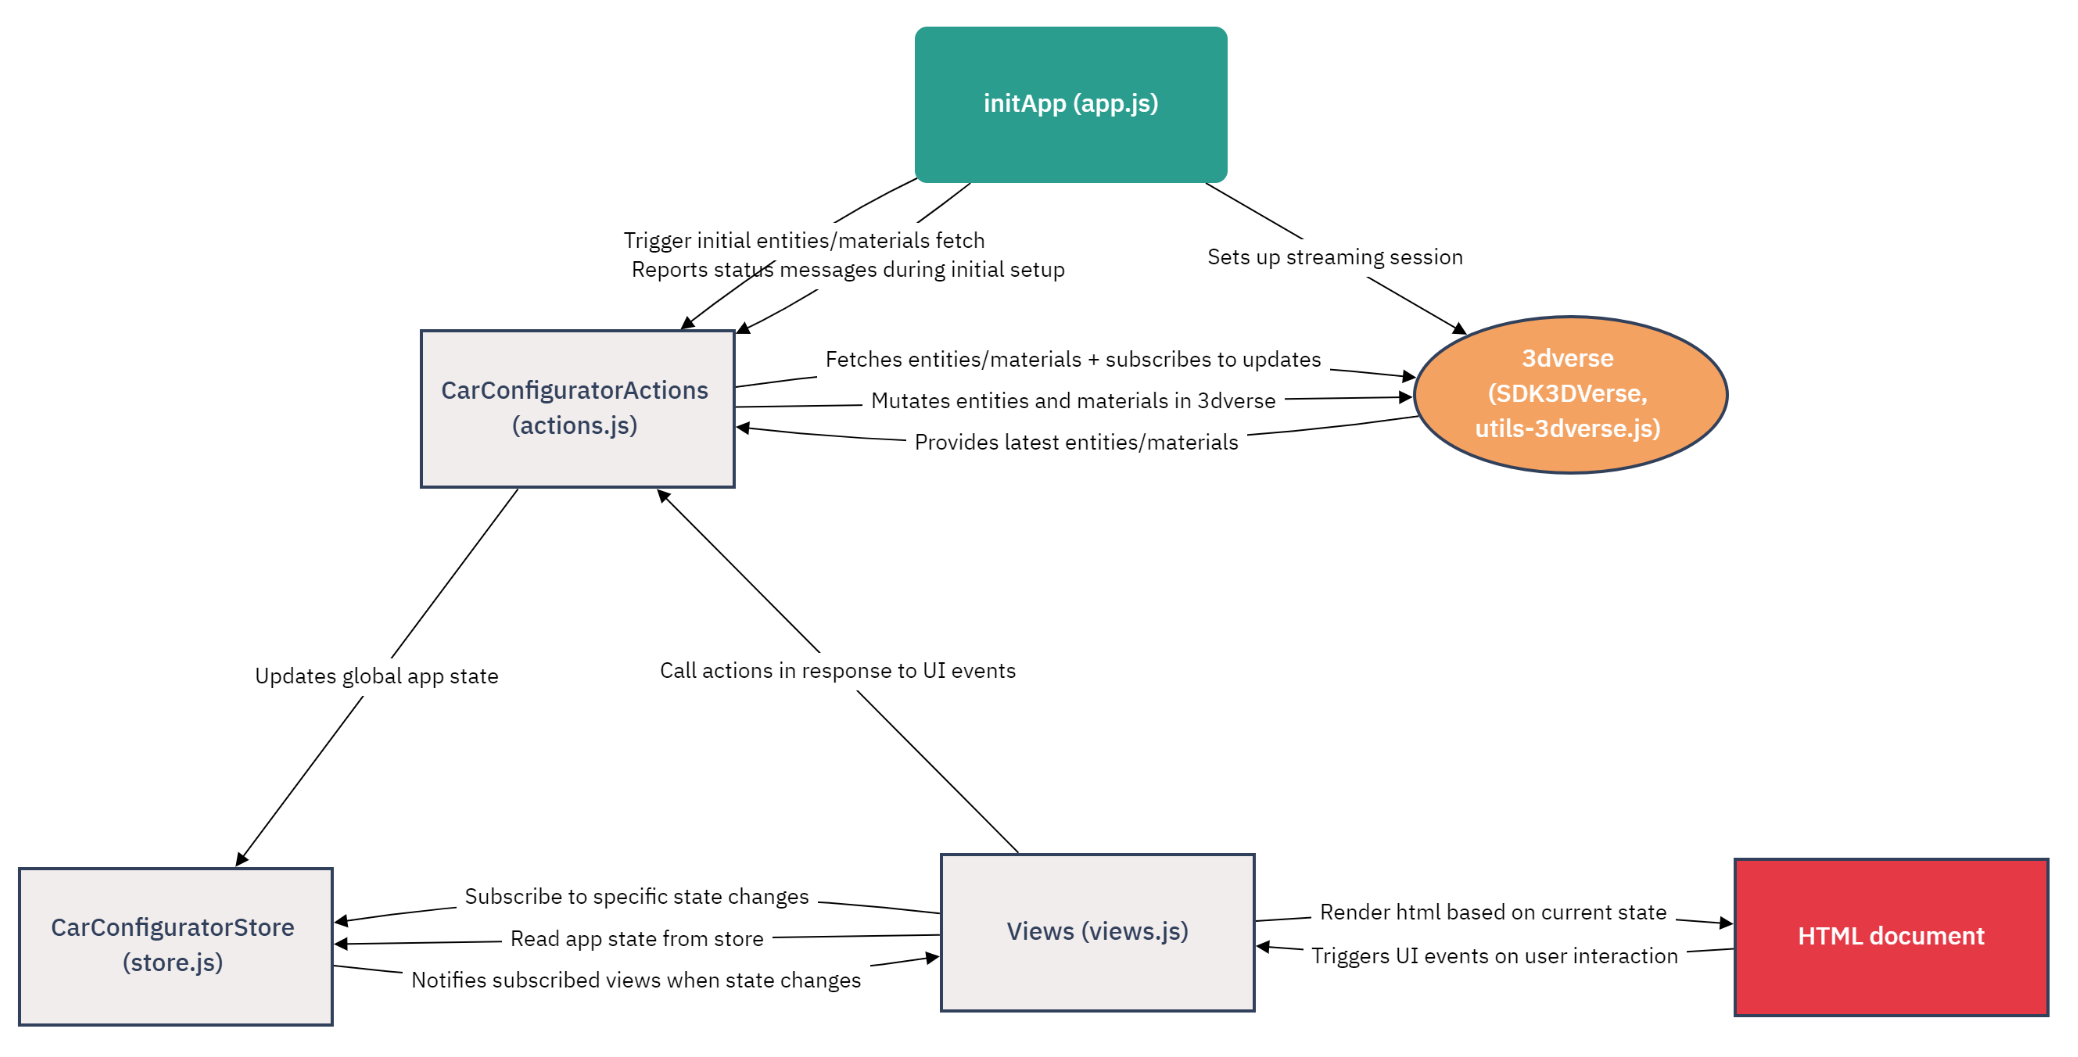 initApp (app.js)
Trigger initial entities/materials fetch
Reports status messages during initial setup
Sets up streaming session
CarConfiguratorActions
(actions.js)
Fetches entities/materials + subscribes to updates
Mutates entities and materials in 3dverse
Provides latest entities/materials
3dverse
(SDK3DVerse,
utils-3dverse.js)
Updates global app state
Call actions in response to UI events
CarConfiguratorStore
(store.js)
Subscribe to specific state changes
Read app state from store
Notifies subscribed views when state changes
Views (views.js)
Render html based on current state
Triggers UI events on user interaction
HTML document